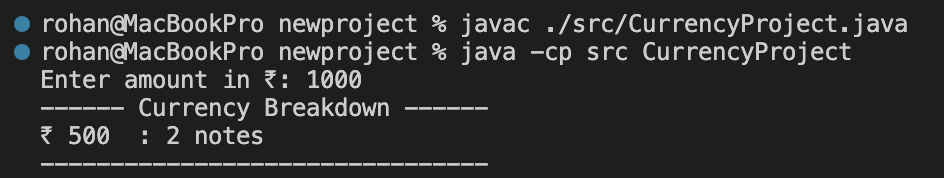 rohan@MacBookPro newproject % javac ./src/CurrencyProject.java
rohan@MacBookPro newproject % java -cp src CurrencyProject
Enter amount in ₹: 1000
------ Currency Breakdown ------
₹ 500  : 2 notes
--------------------------------